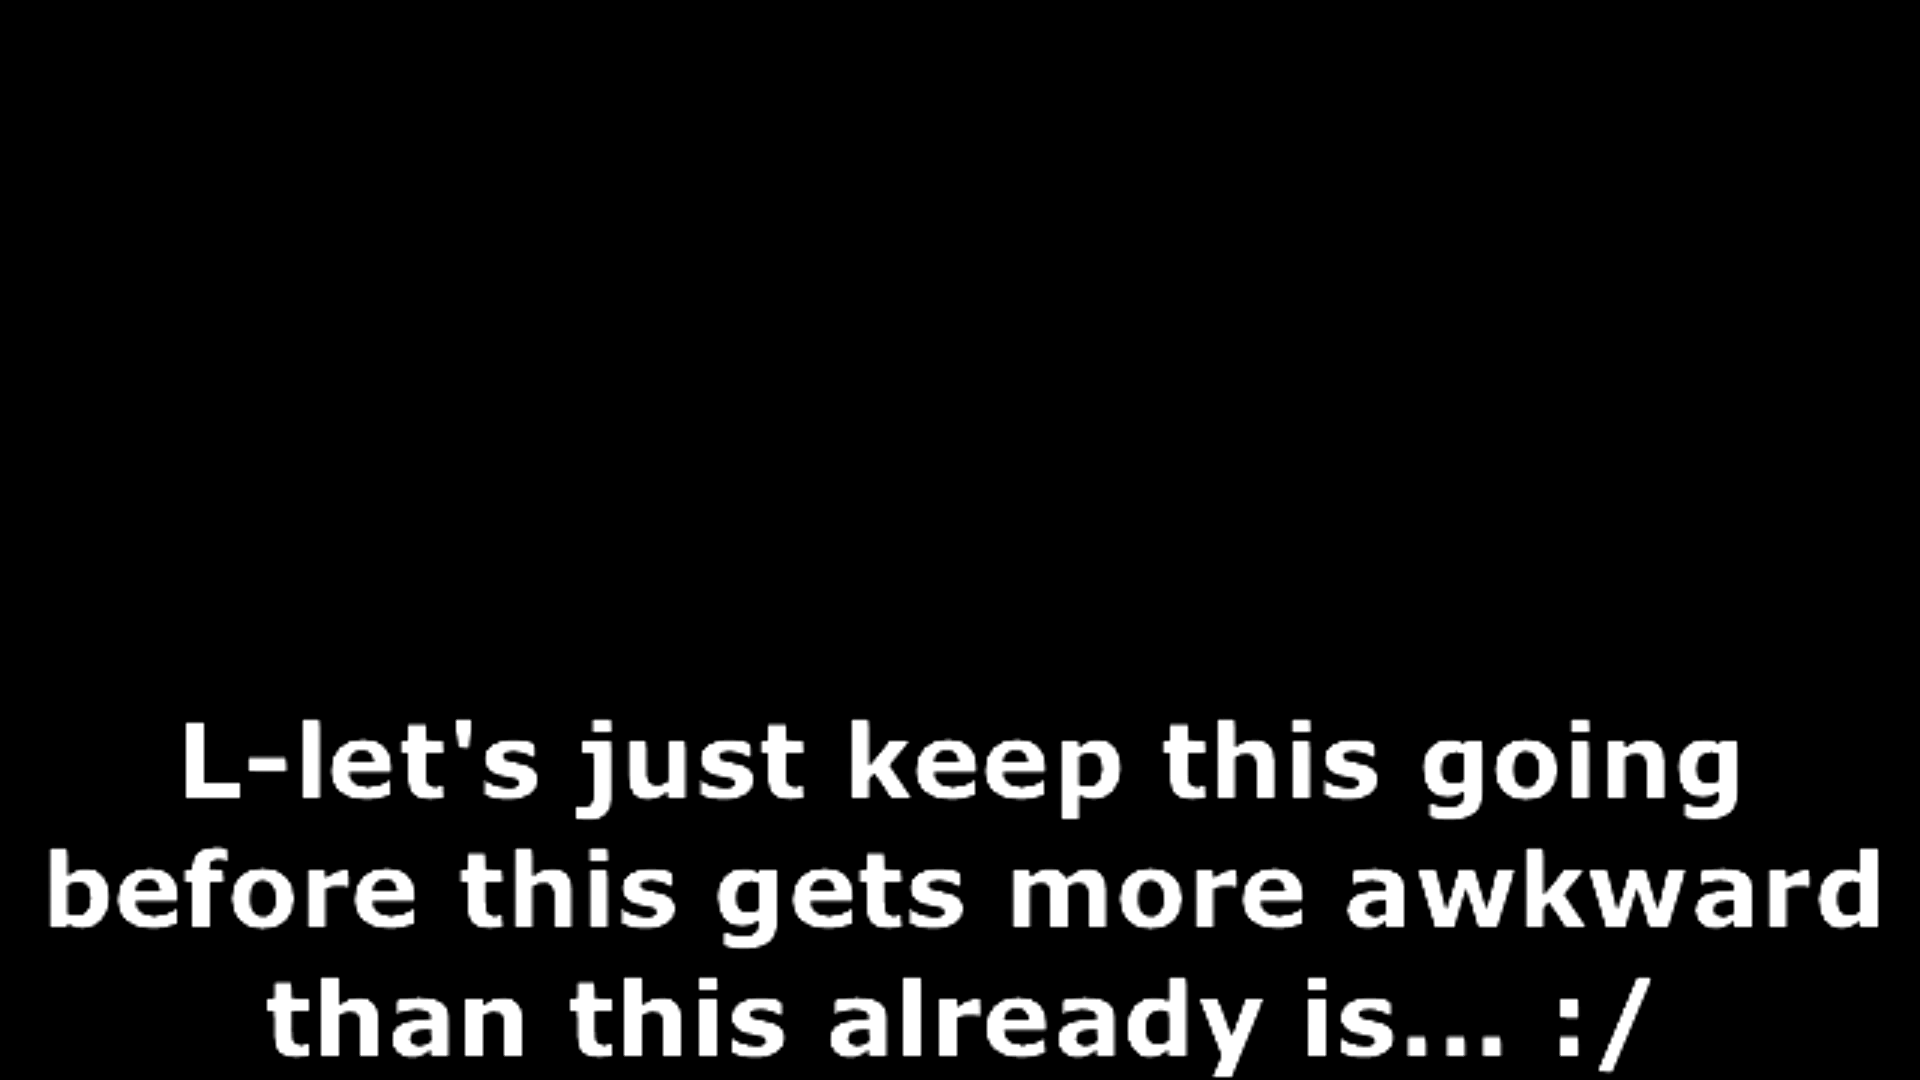 L-let's just keep this going
before this gets more awkward
than this already is... :/